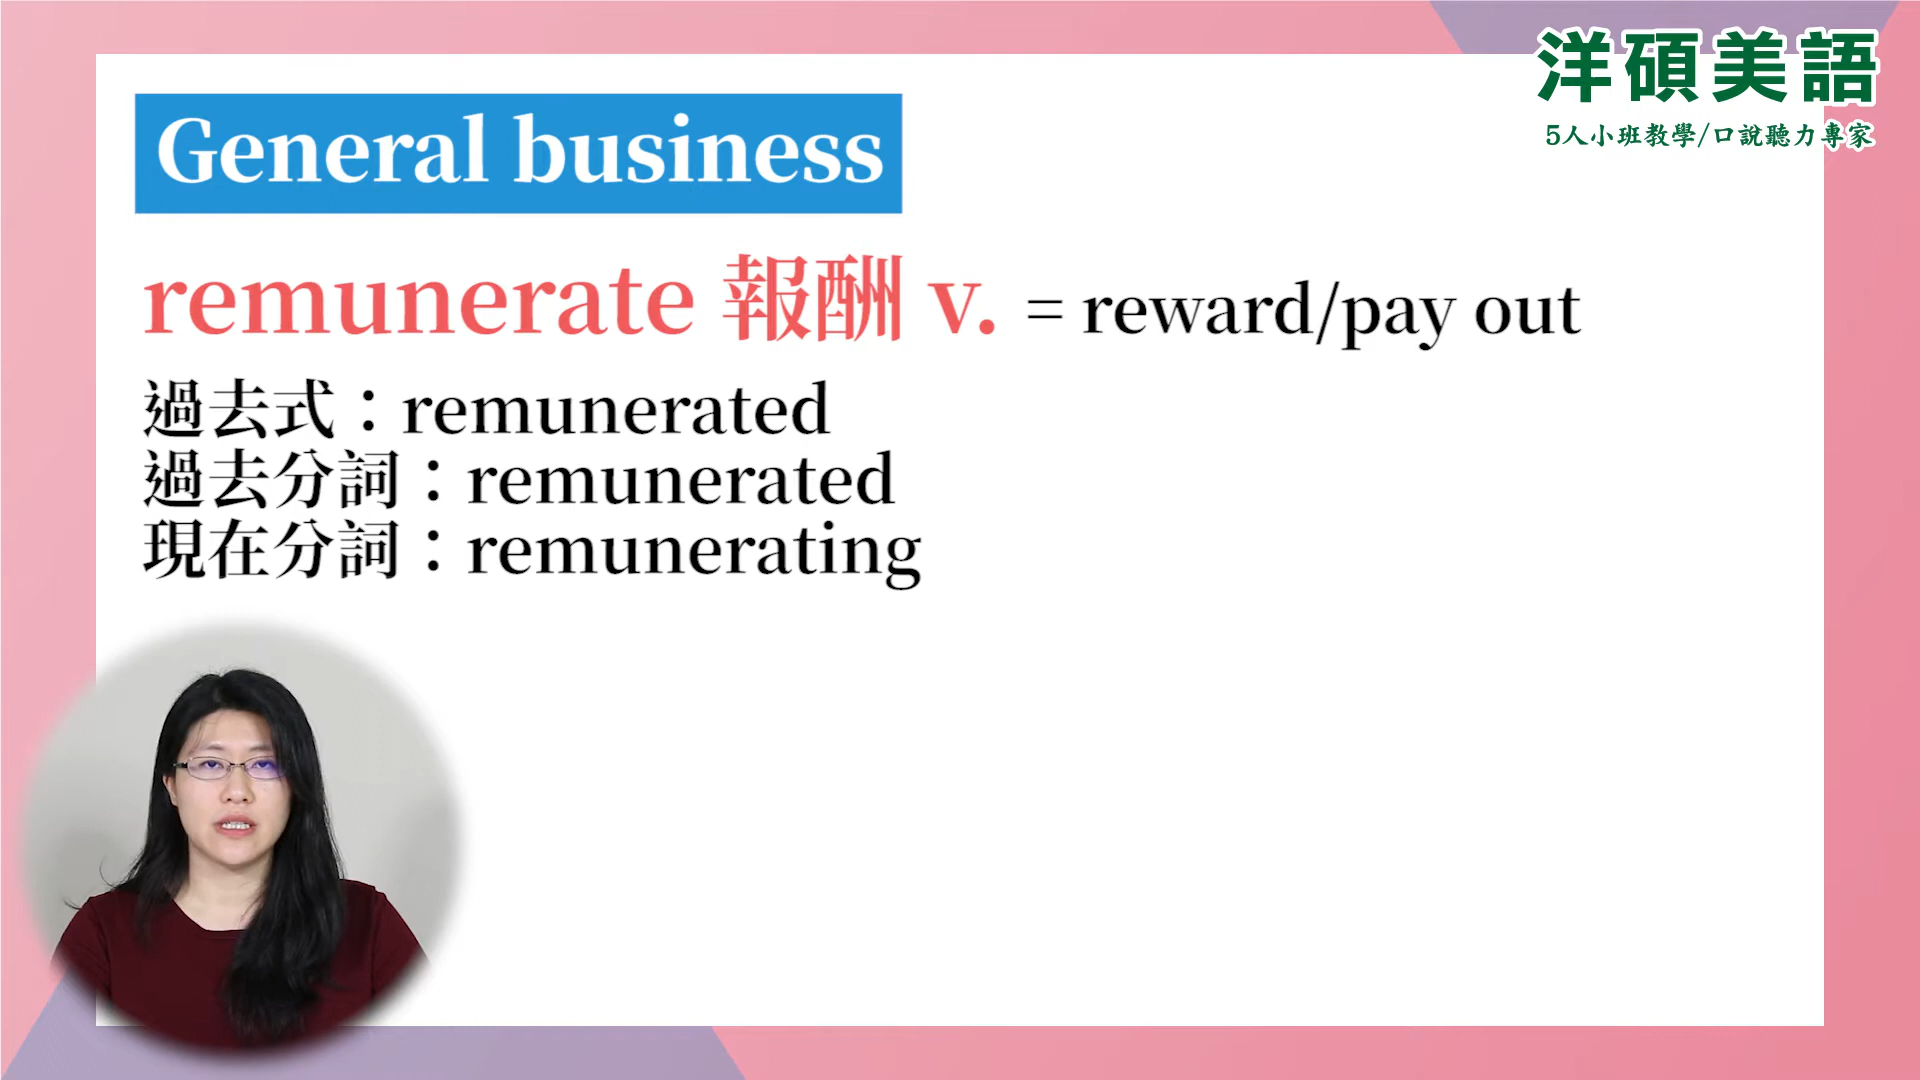 洋碩美語
5人小班教學/口說聽力專家
General business
remunerate 報酬 v. = reward/pay out
過去式：remunerated
過去分詞：remunerated
現在分詞：remunerating